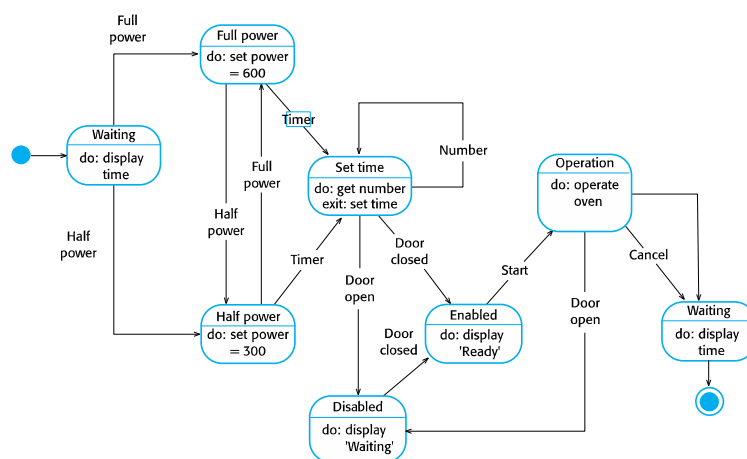 Full
power
Full power
do: set power
= 600
Timer
Waiting
do: display
time
Full
power
Half
power
Half
power
Set time
do: get number
exit: set time
Number
Operation
do: operate
oven
Timer
Door
closed
Door
open
Start
Cancel
Door
open
Half power
do: set power
= 300
Enabled
do: display
'Ready'
Door
closed
Waiting
do: display
time
Disabled
do: display
'Waiting'